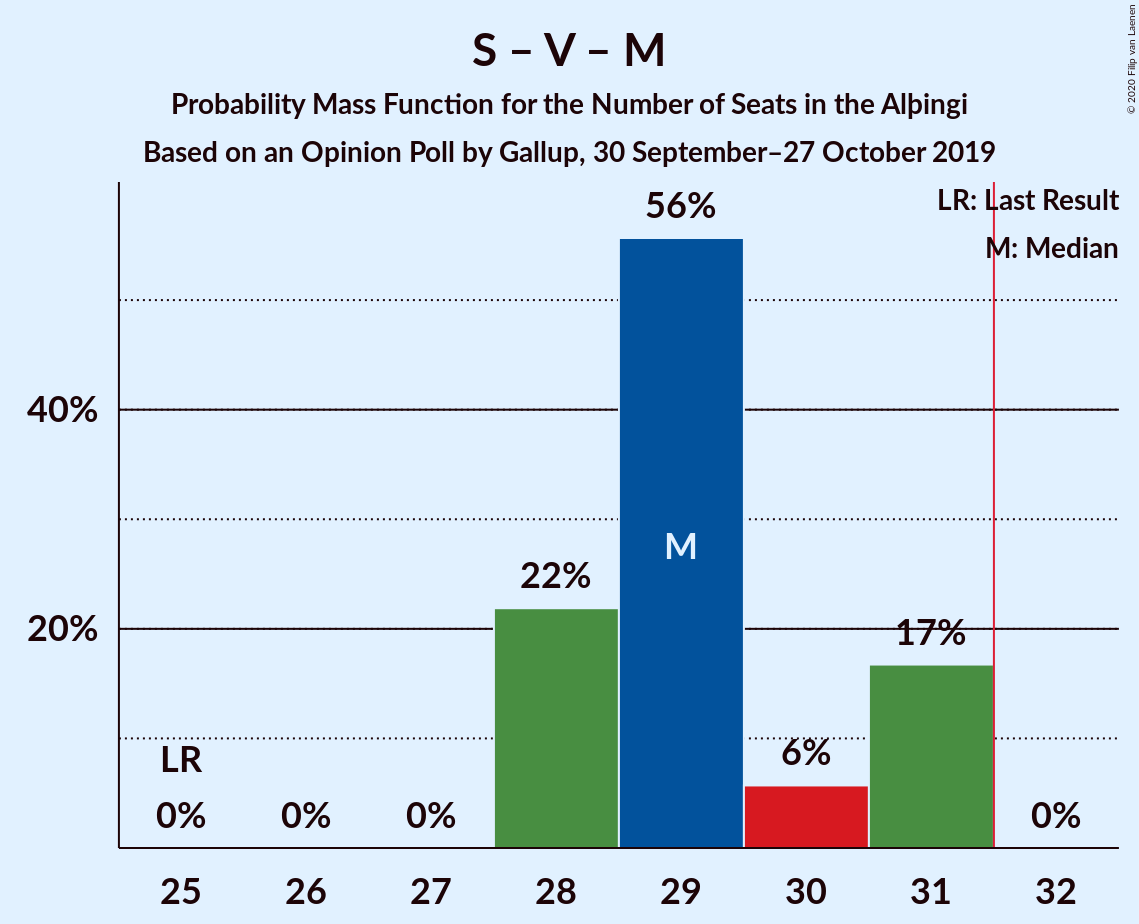 S – V – M
Probability Mass Function for the Number of Seats in the Alþingi
Based on an Opinion Poll by Gallup, 30 September–27 October 2019
© 2020 Filip van Laenen
LR: Last Result
M: Median
56%
40%
M
22%
20%
17%
LR
6%
0% 0% 0% 0%
25 26 27 28 29 30 31 32